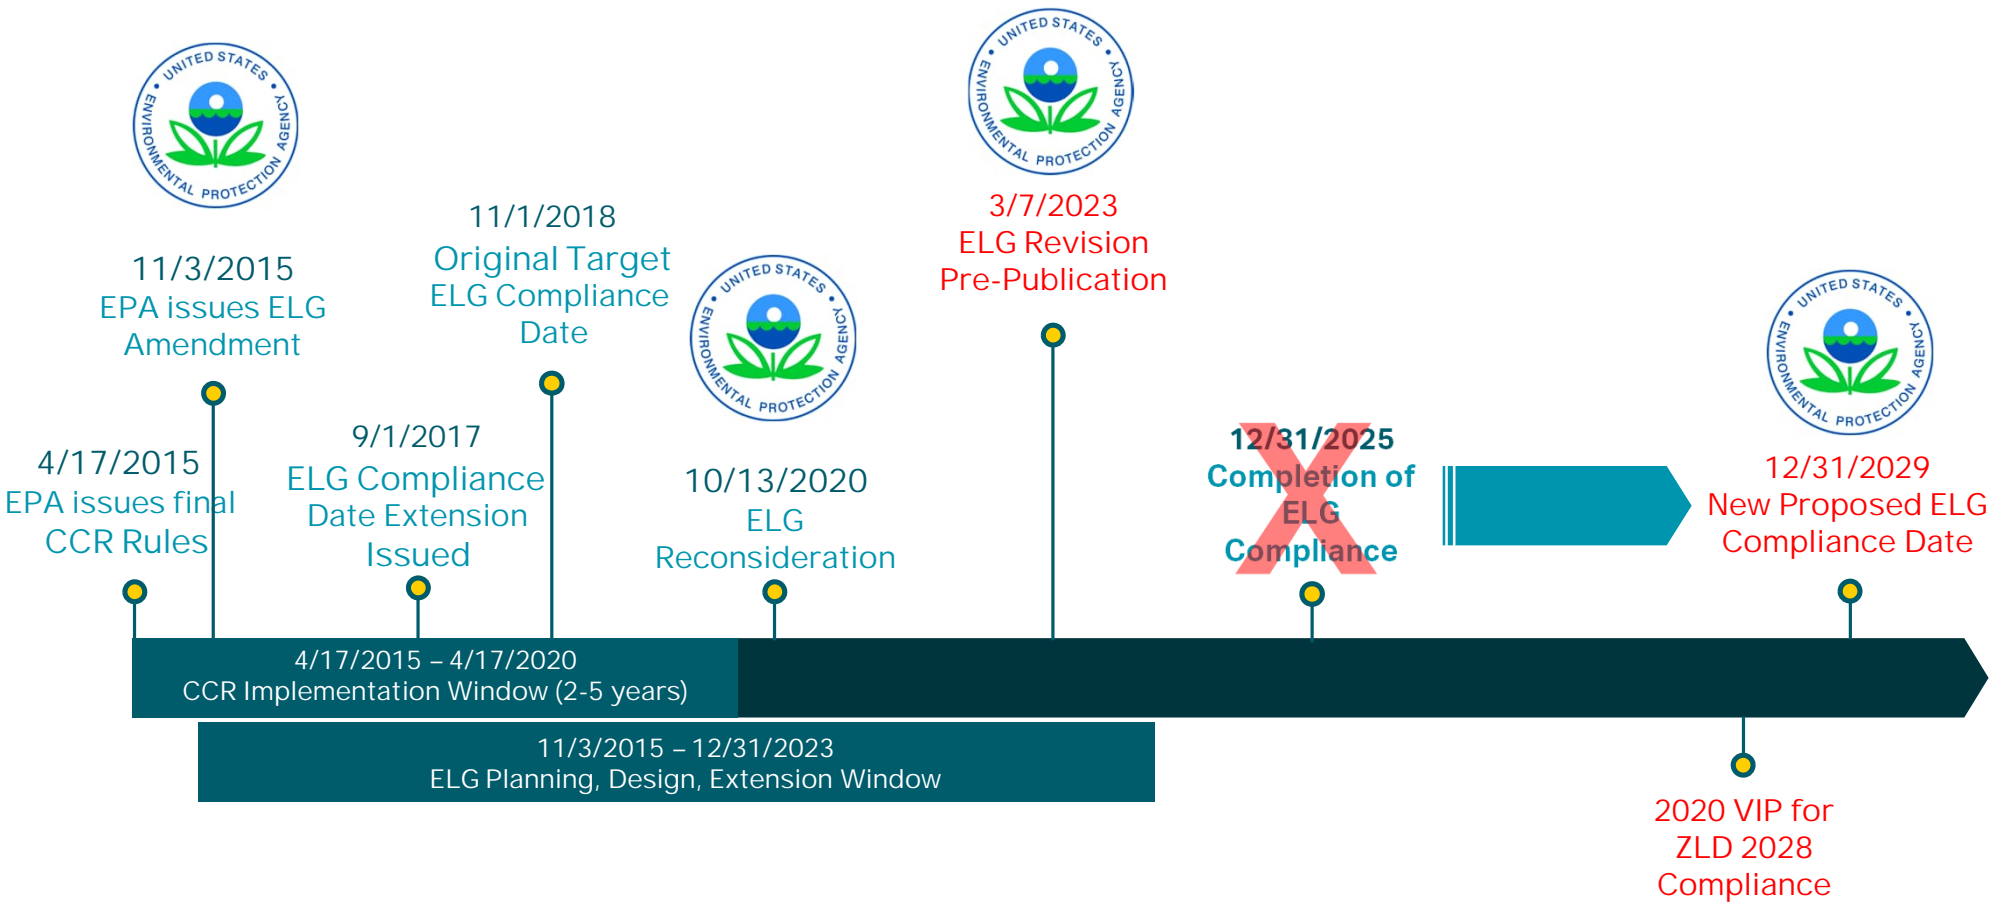 UNITED STATES
ENVIRONMENTAL PROTECTION AGENCY
11/3/2015
EPA issues ELG
Amendment
4/17/2015
EPA issues final
CCR Rules
9/1/2017
ELG Compliance
Date Extension
Issued
11/1/2018
Original Target
ELG Compliance
Date
UNITED STATES
ENVIRONMENTAL PROTECTION AGENCY
10/13/2020
ELG
Reconsideration
UNITED STATES
ENVIRONMENTAL PROTECTION AGENCY
3/7/2023
ELG Revision
Pre-Publication
X
12/31/2025
Completion of
ELG
Compliance
UNITED STATES
ENVIRONMENTAL PROTECTION AGENCY
12/31/2029
New Proposed ELG
Compliance Date
4/17/2015 – 4/17/2020
CCR Implementation Window (2-5 years)
11/3/2015 – 12/31/2023
ELG Planning, Design, Extension Window
2020 VIP for
ZLD 2028
Compliance